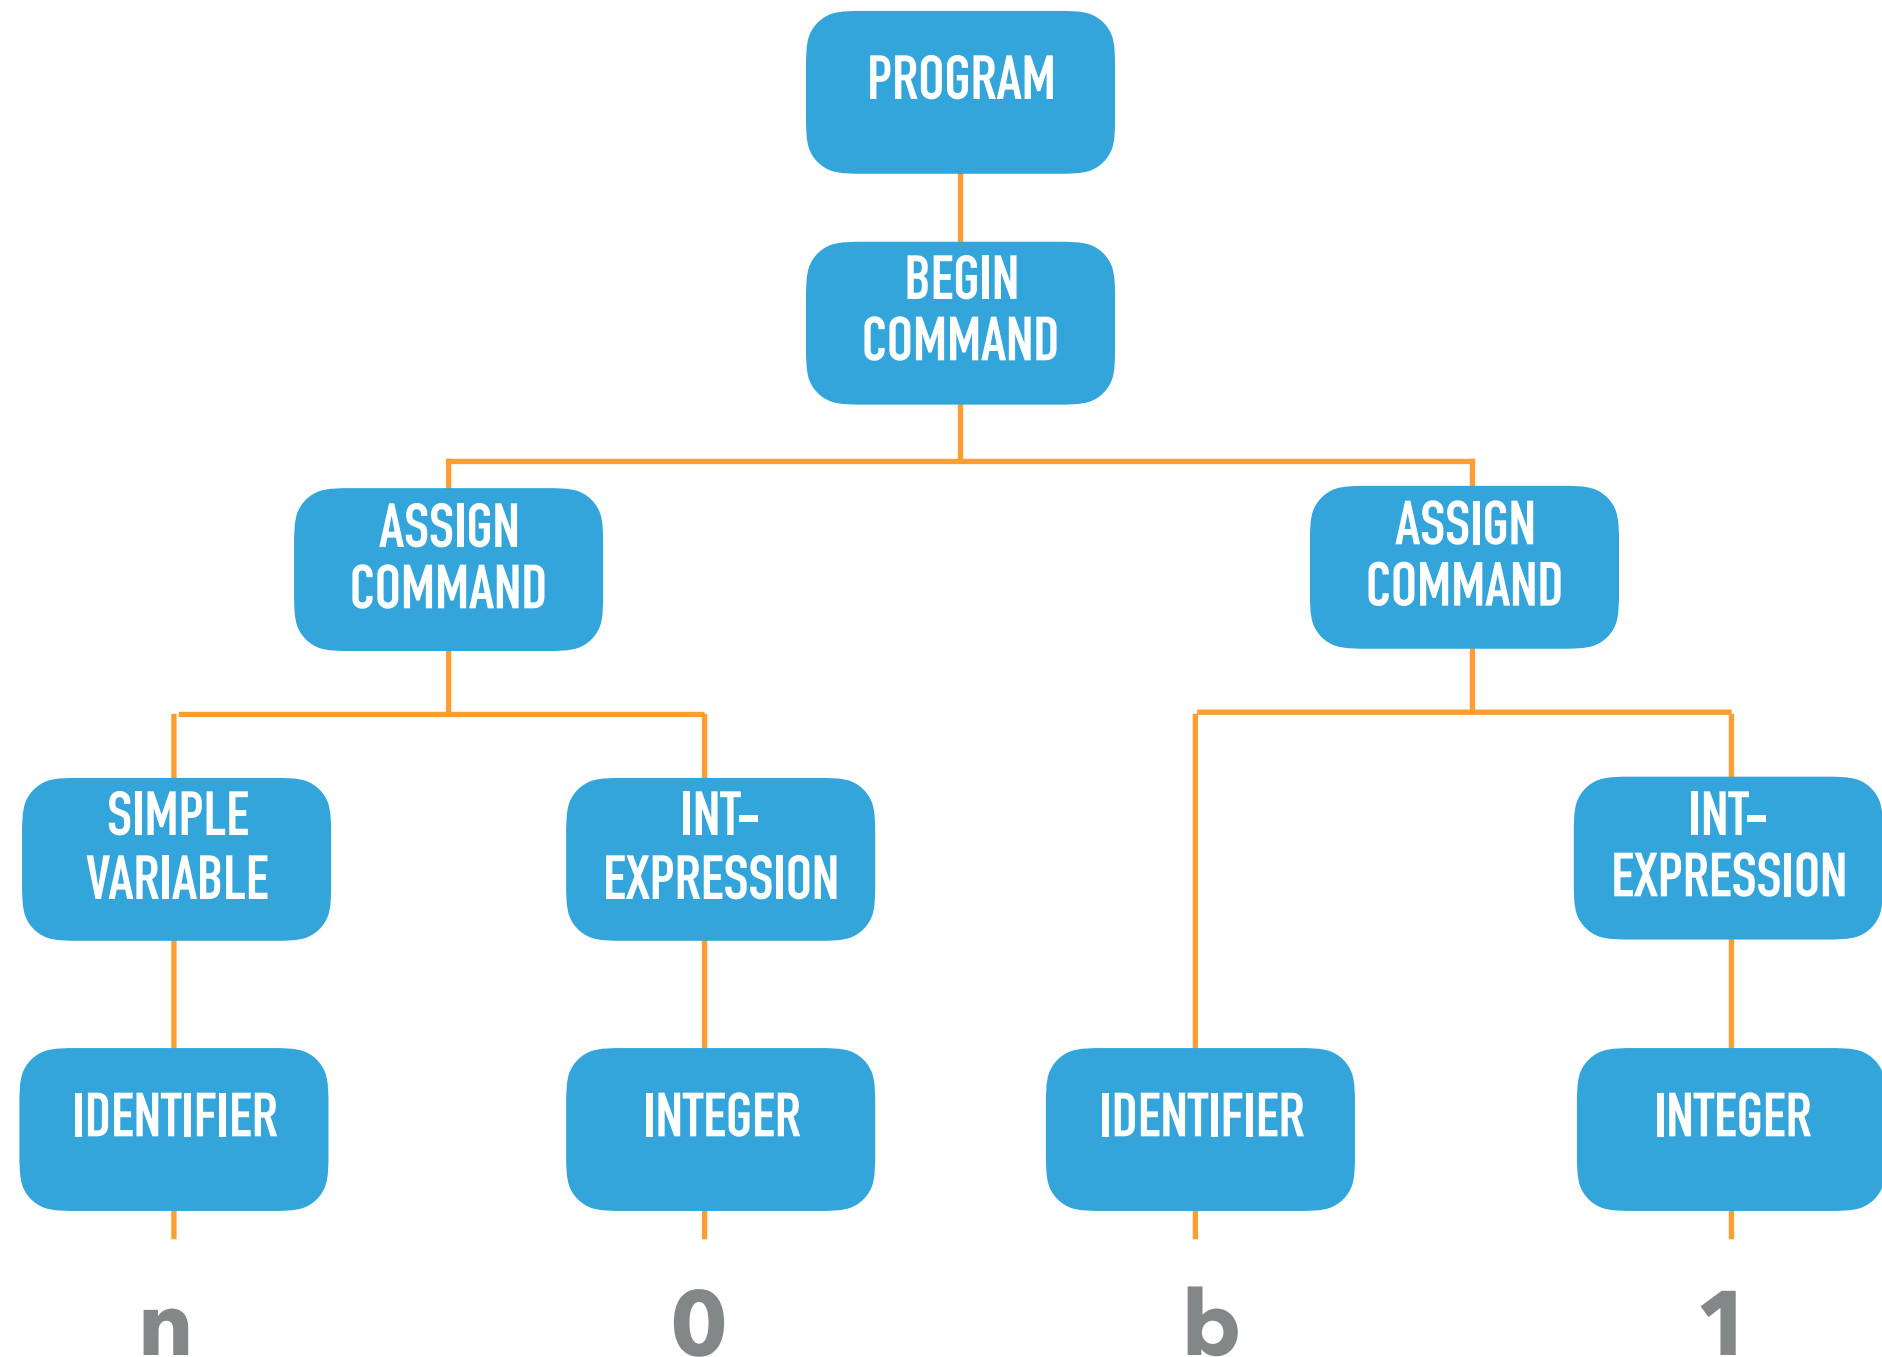 PROGRAM
BEGIN
COMMAND
ASSIGN
COMMAND
ASSIGN
COMMAND
SIMPLE
VARIABLE
INT-
EXPRESSION
INT-
EXPRESSION
IDENTIFIER
INTEGER
IDENTIFIER
INTEGER
n
0
b
1